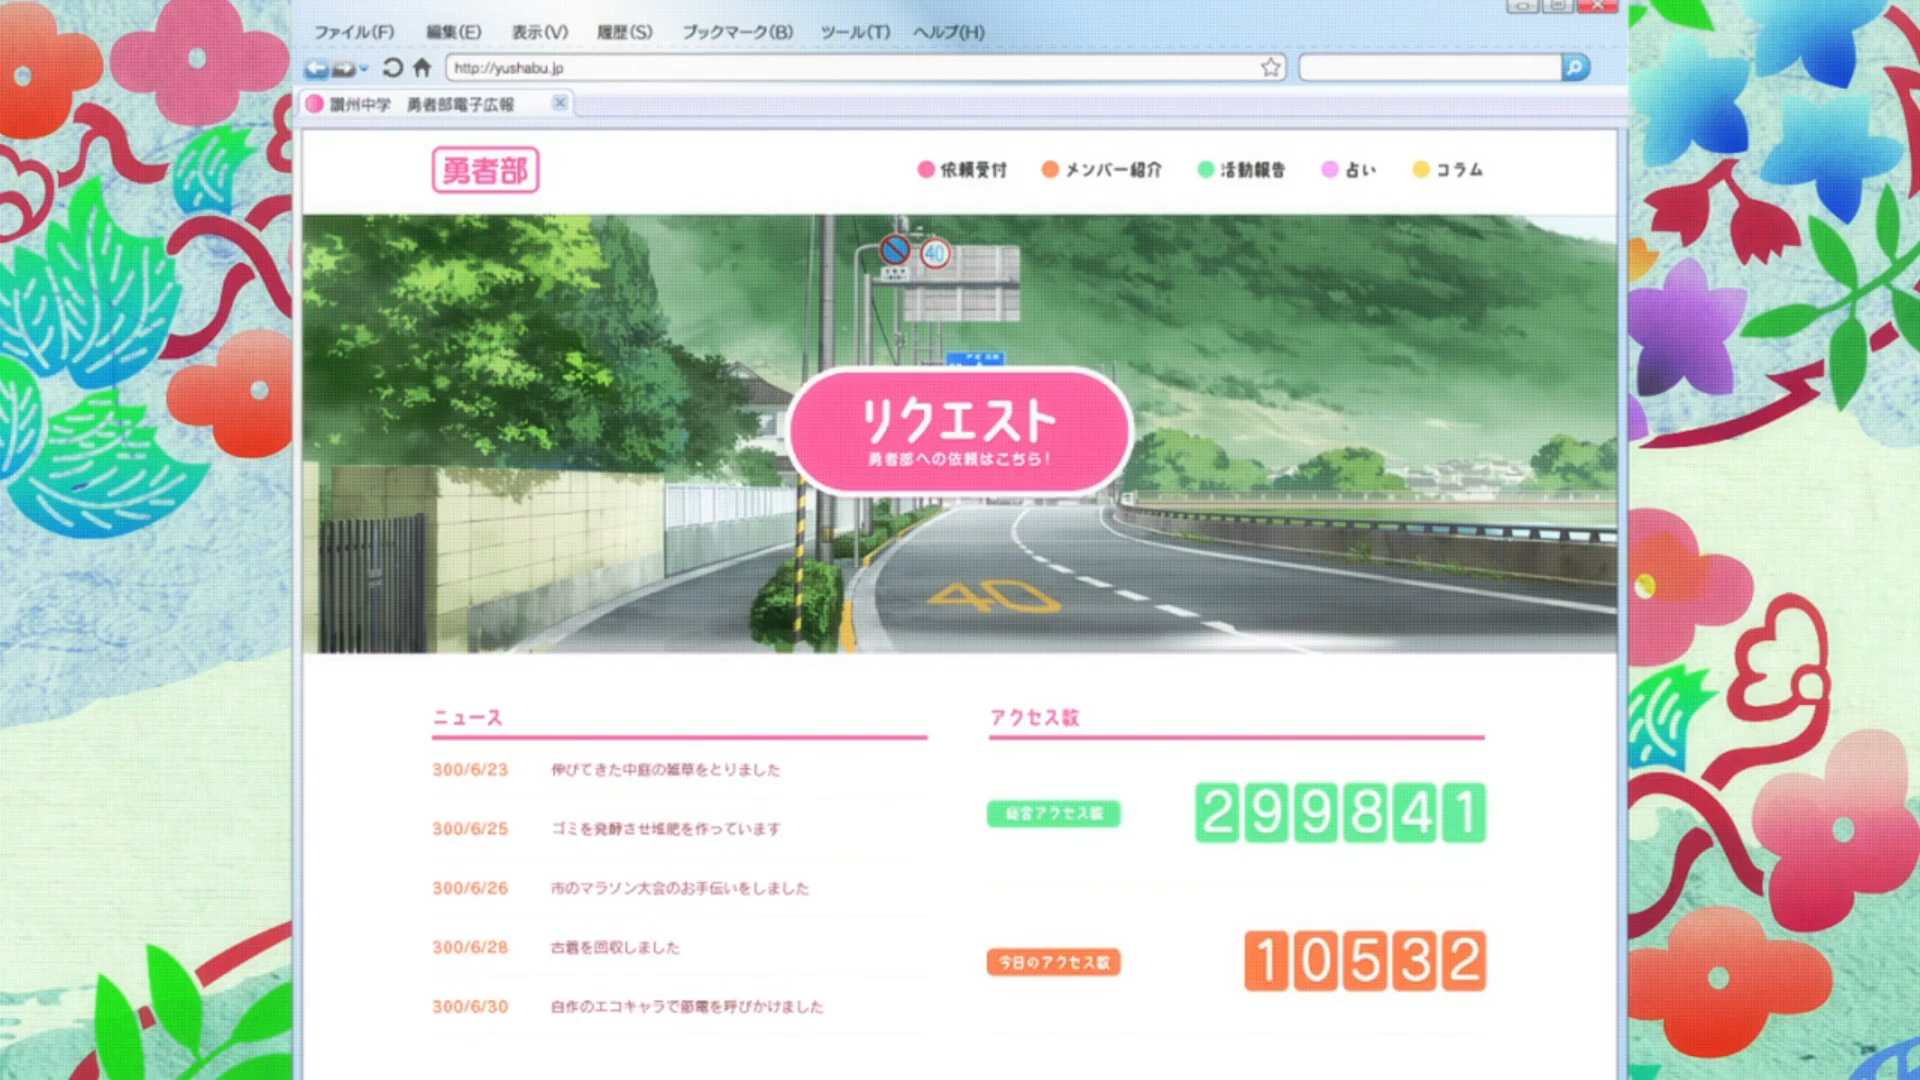 ファイル(F) 編集(E) 表示(V) 履歴(S) ブックマーク(B) ツール(T) ヘルプ(H)
http://yushabu.jp
讃州中学 勇者部電子広報
勇者部
依頼受付 メンバー紹介 活動報告 占い コラム
40
リクエスト
勇者部への依頼はこちら!
40
ニュース
300/6/23 伸びてきた中庭の雑草をとりました
300/6/25 ゴミを発酵させ堆肥を作っています
300/6/26 市のマラソン大会のお手伝いをしました
300/6/28 古着を回収しました
300/6/30 自作のエコキャラで節電を呼びかけました
アクセス数
総合アクセス数 299841
今日のアクセス数 10532